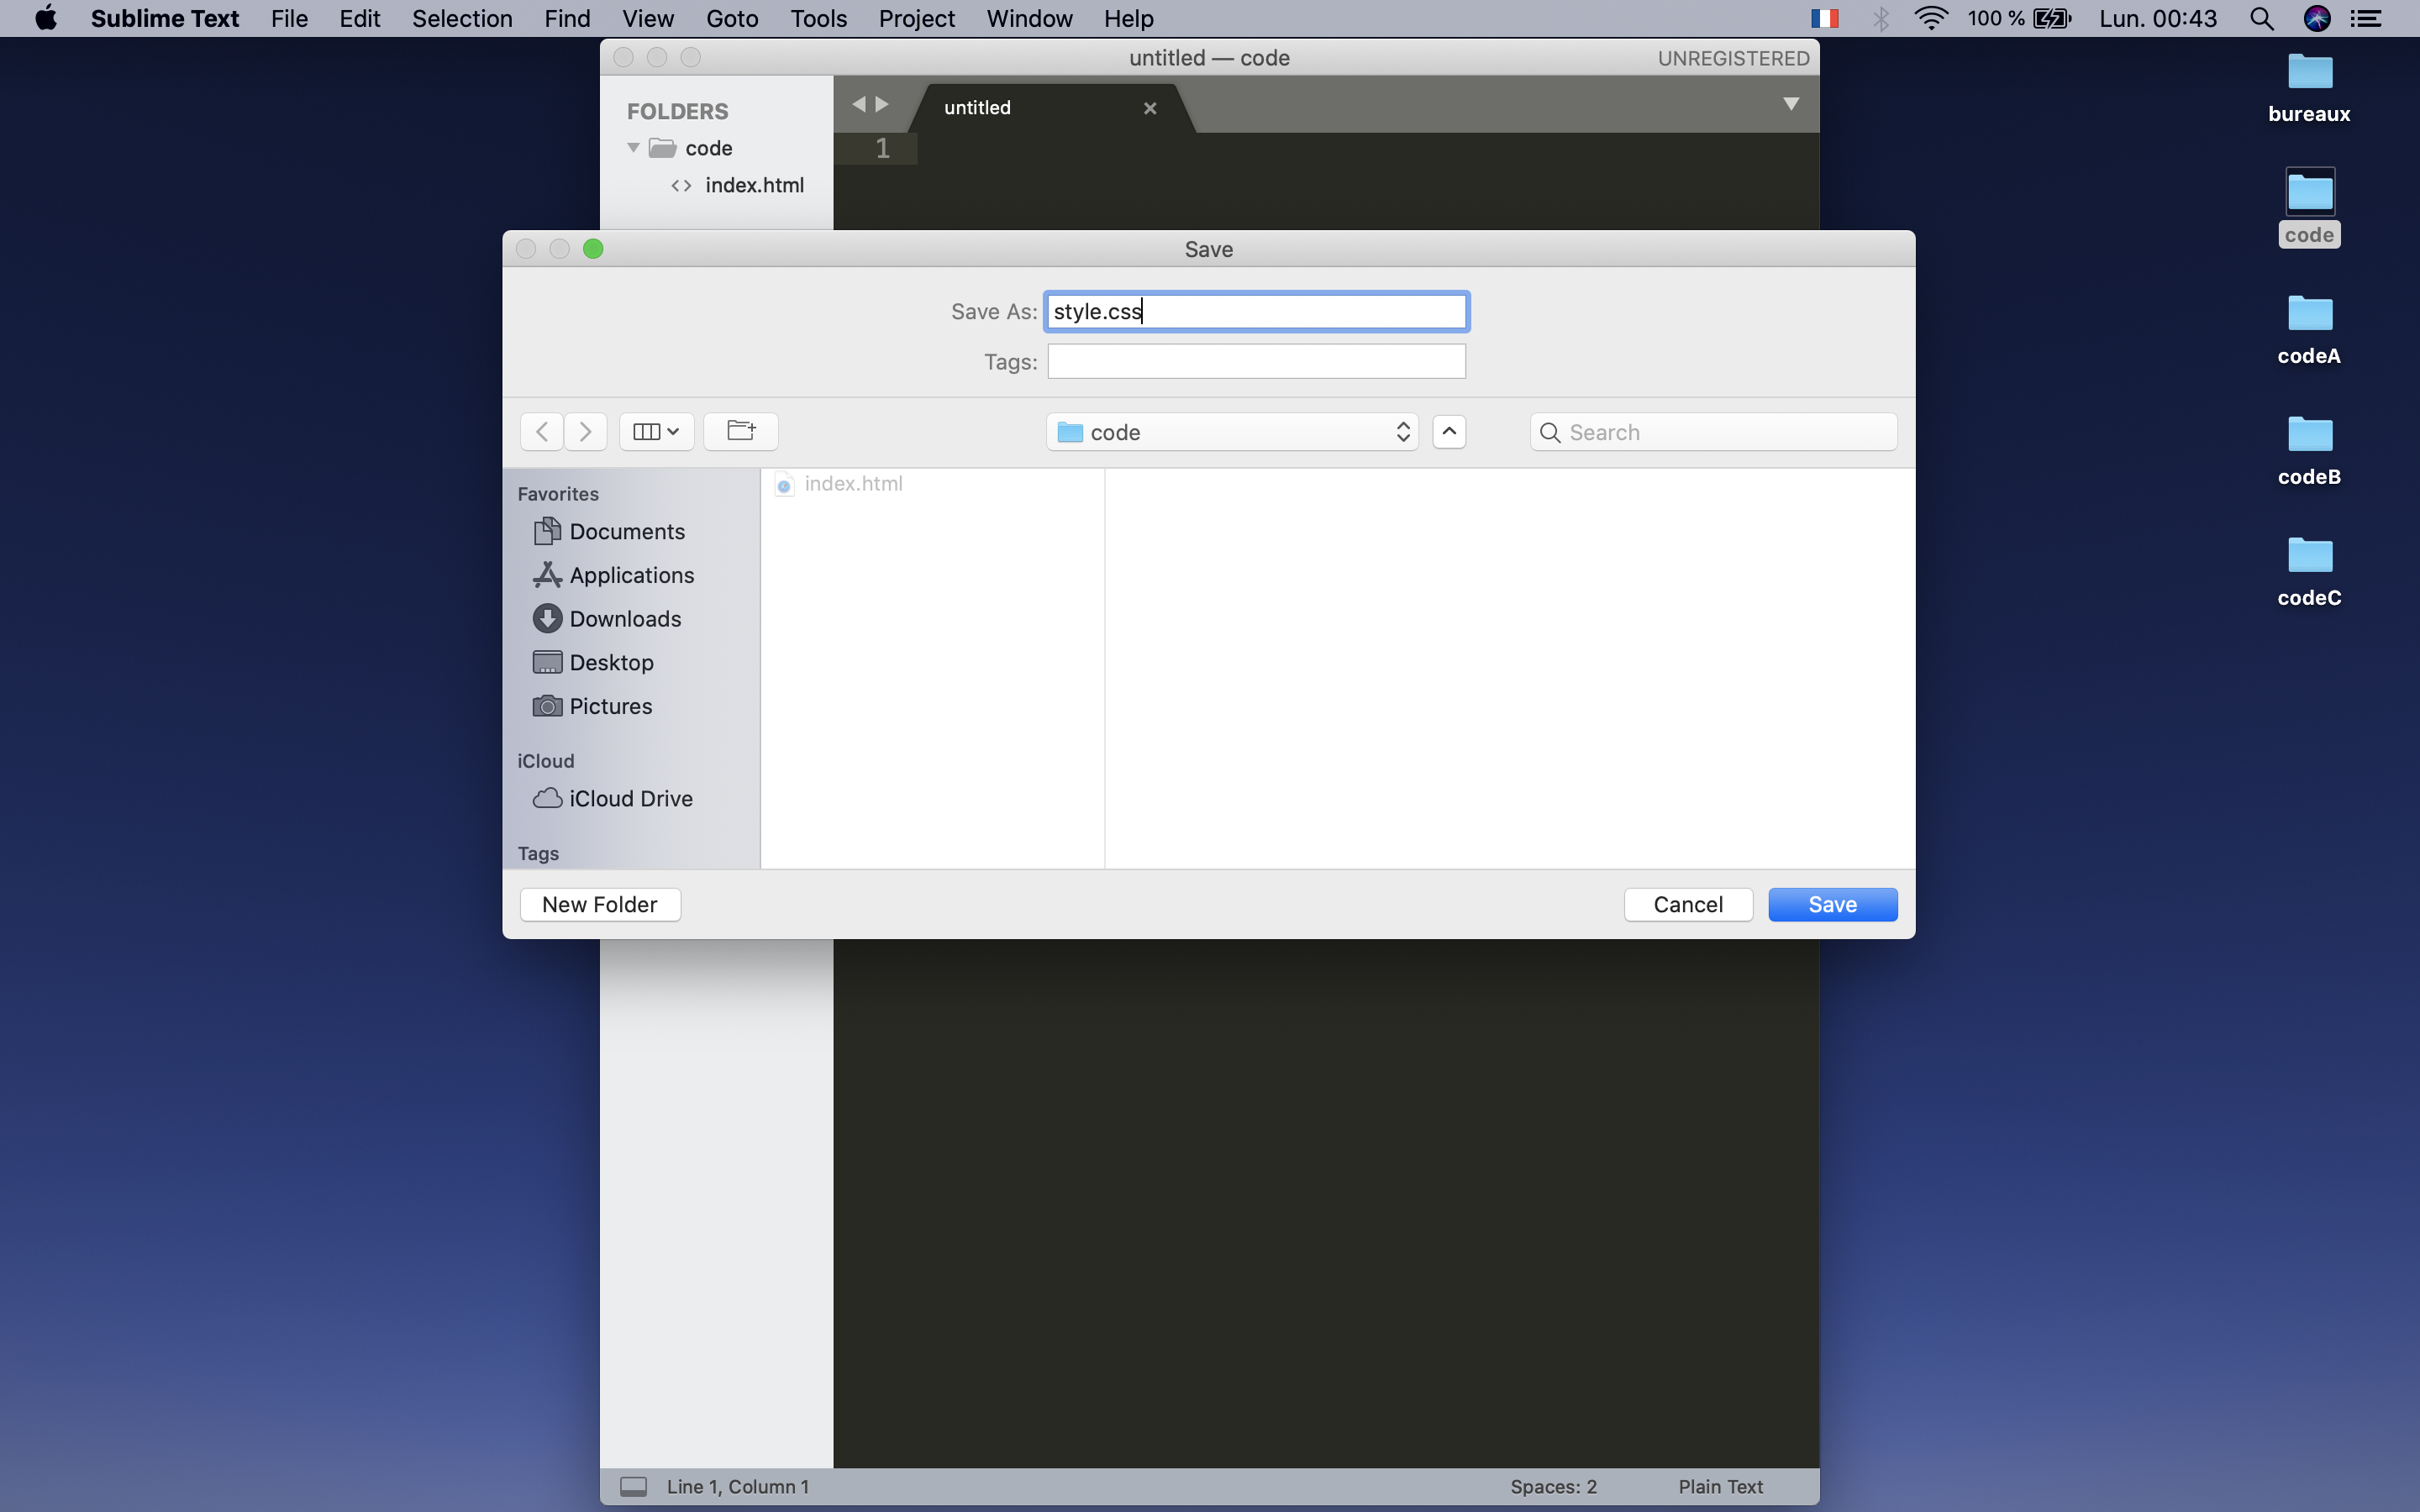 Sublime Text File Edit Selection Find View Goto Tools Project Window Help 100 % Lun. 00:43
untitled — code UNREGISTERED
FOLDERS
code
index.html
untitled
1
Save
Save As: style.css
Tags:
code
Search
Favorites
Documents
Applications
Downloads
Desktop
Pictures
iCloud
iCloud Drive
Tags
index.html
New Folder Cancel Save
Line 1, Column 1 Spaces: 2 Plain Text
bureaux
code
codeA
codeB
codeC